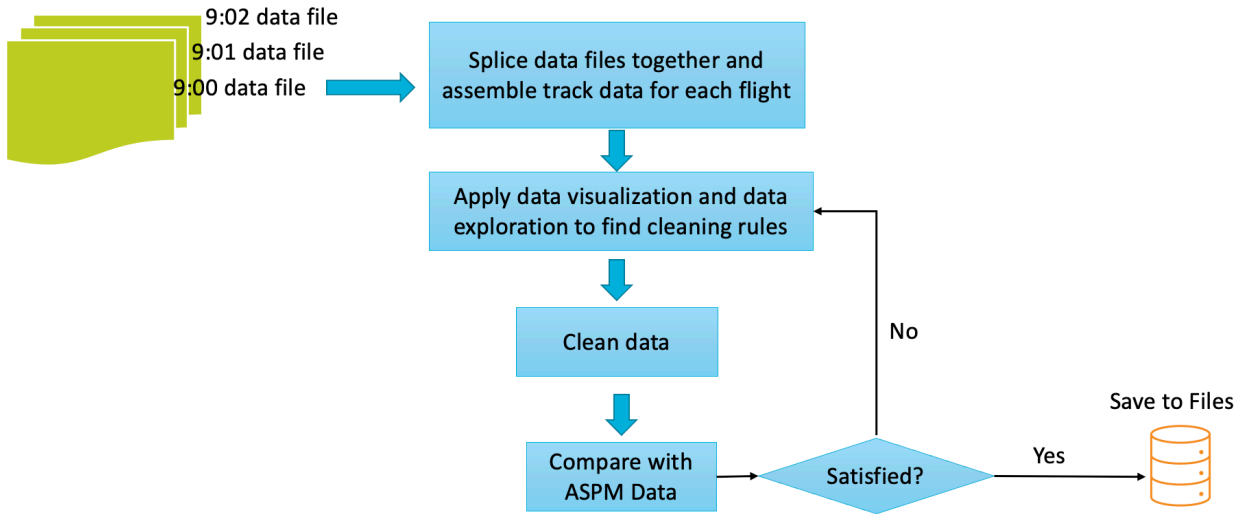 9:02 data file
9:01 data file
9:00 data file
Splice data files together and
assemble track data for each flight
Apply data visualization and data
exploration to find cleaning rules
Clean data
No
Save to Files
Compare with
ASPM Data
Satisfied?
Yes